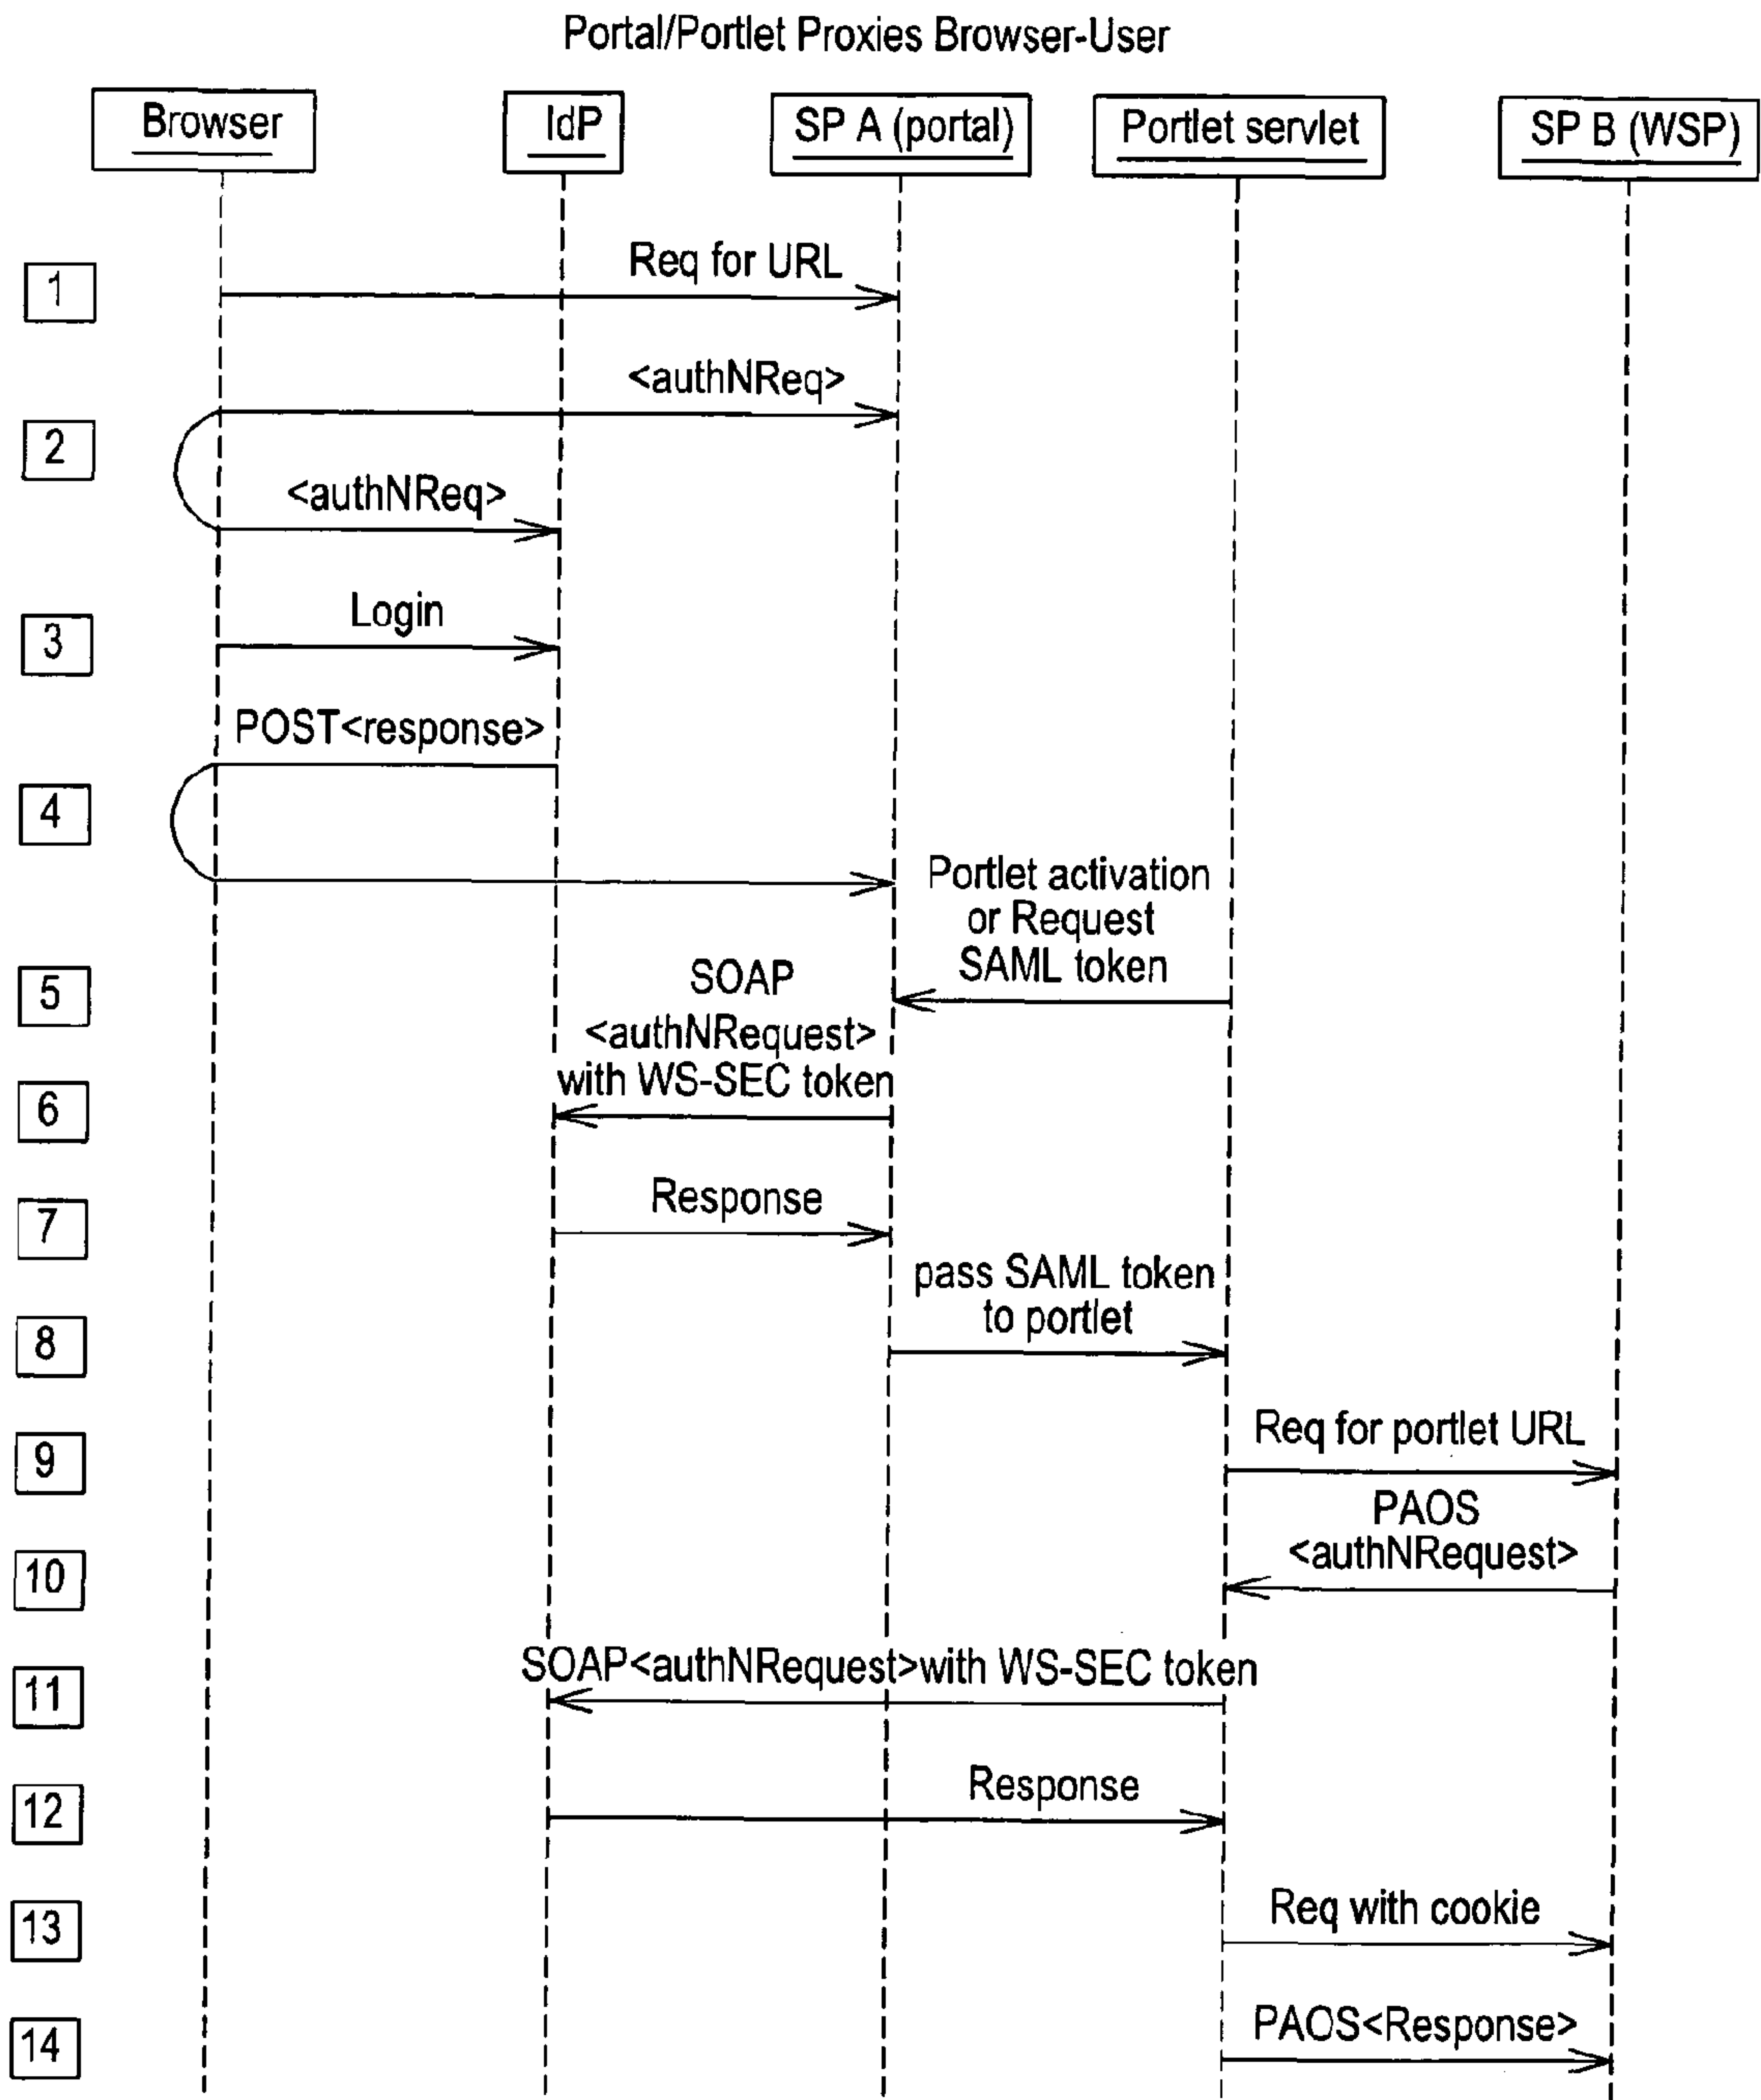 Portal/Portlet Proxies Browser-User
Browser
IdP
SP A (portal)
Portlet servlet
SP B (WSP)
1
Req for URL
2
<authNReq>
<authNReq>
3
Login
4
POST<response>
5
Portlet activation
or Request
SAML token
6
SOAP
<authNRequest>
with WS-SEC token
7
Response
8
pass SAML token
to portlet
9
Req for portlet URL
10
PAOS
<authNRequest>
11
SOAP<authNRequest>with WS-SEC token
12
Response
13
Req with cookie
14
PAOS<Response>